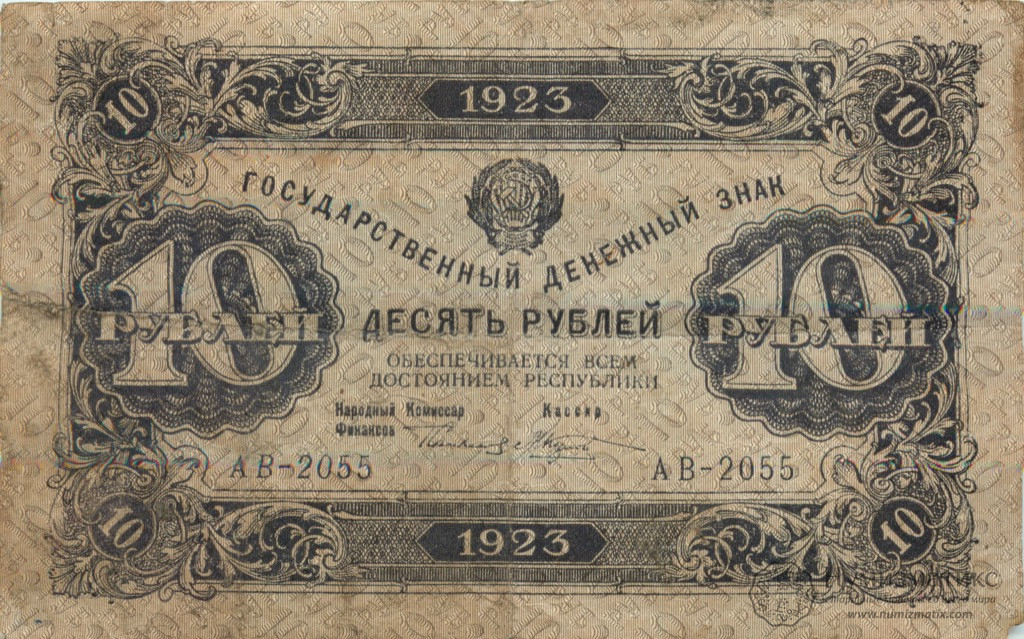 10 1923 10
ГОСУДАРСТВЕННЫЙ ДЕНЕЖНЫЙ ЗНАК
10 РУБЛЕЙ
ДЕСЯТЬ РУБЛЕЙ
10 РУБЛЕЙ
ОБЕСПЕЧИВАЕТСЯ ВСЕМ
ДОСТОЯНИЕМ РЕСПУБЛИКИ
Народный Комиссар Кассир
Финансов
АВ-2055 АВ-2055
10 1923 10
НУМИЗМАТИКС
www.numizmatix.com